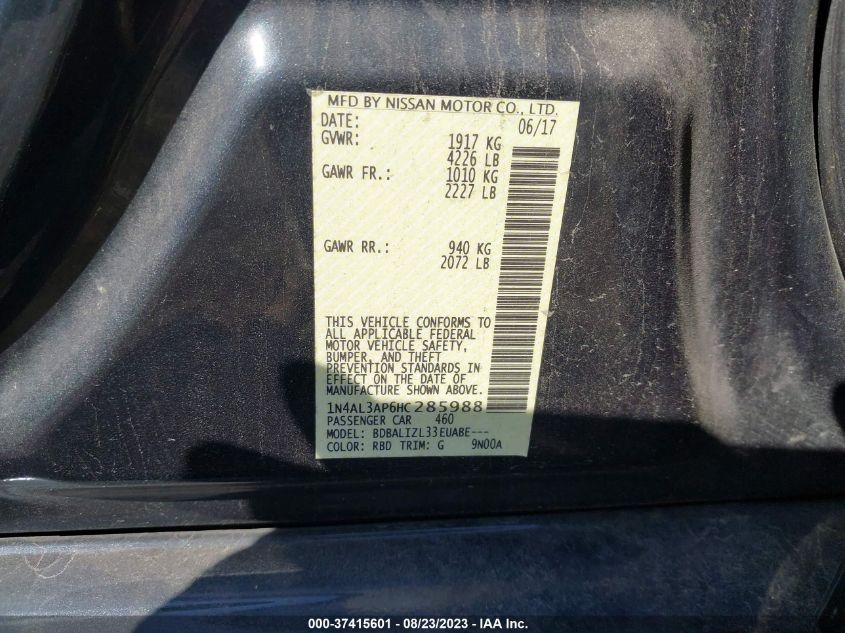 MFD BY NISSAN MOTOR CO., LTD.
DATE: 06/17
GVWR: 1917 KG
4226 LB
GAWR FR.: 1010 KG
2227 LB
GAWR RR.: 940 KG
2072 LB
THIS VEHICLE CONFORMS TO
ALL APPLICABLE FEDERAL
MOTOR VEHICLE SAFETY,
BUMPER, AND THEFT
PREVENTION STANDARDS IN
EFFECT ON THE DATE OF
MANUFACTURE SHOWN ABOVE.
1N4AL3AP6HC285988
PASSENGER CAR 460
MODEL: BDBALIZL33EUABE---
COLOR: RBD TRIM: G 9N00A
000-37415601 - 08/23/2023 - IAA Inc.